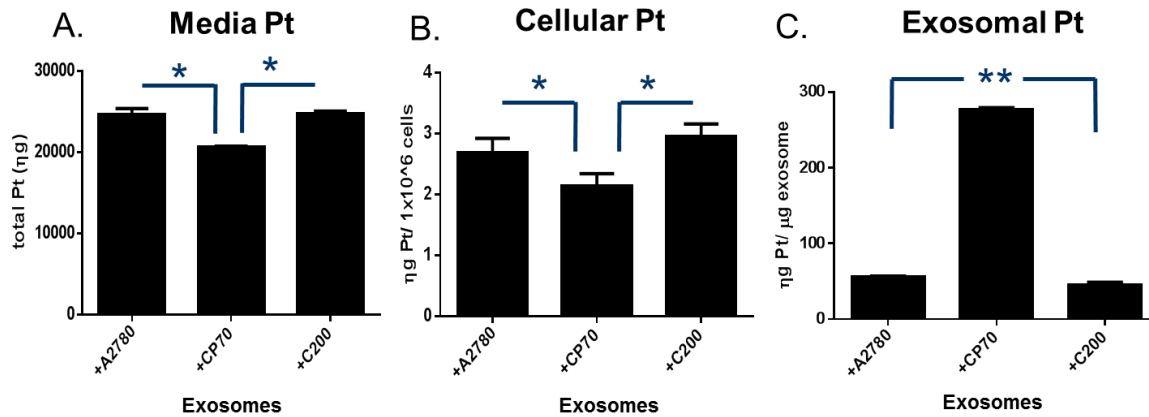 A. Media Pt
* *
total Pt (ηg)
30000
20000
10000
0
+A2780 +CP70 +C200
Exosomes
B. Cellular Pt
* *
ηg Pt/ 1x10^6 cells
4
3
2
1
0
+A2780 +CP70 +C200
Exosomes
C. Exosomal Pt
**
ηg Pt/ μg exosome
300
200
100
0
+A2780 +CP70 +C200
Exosomes